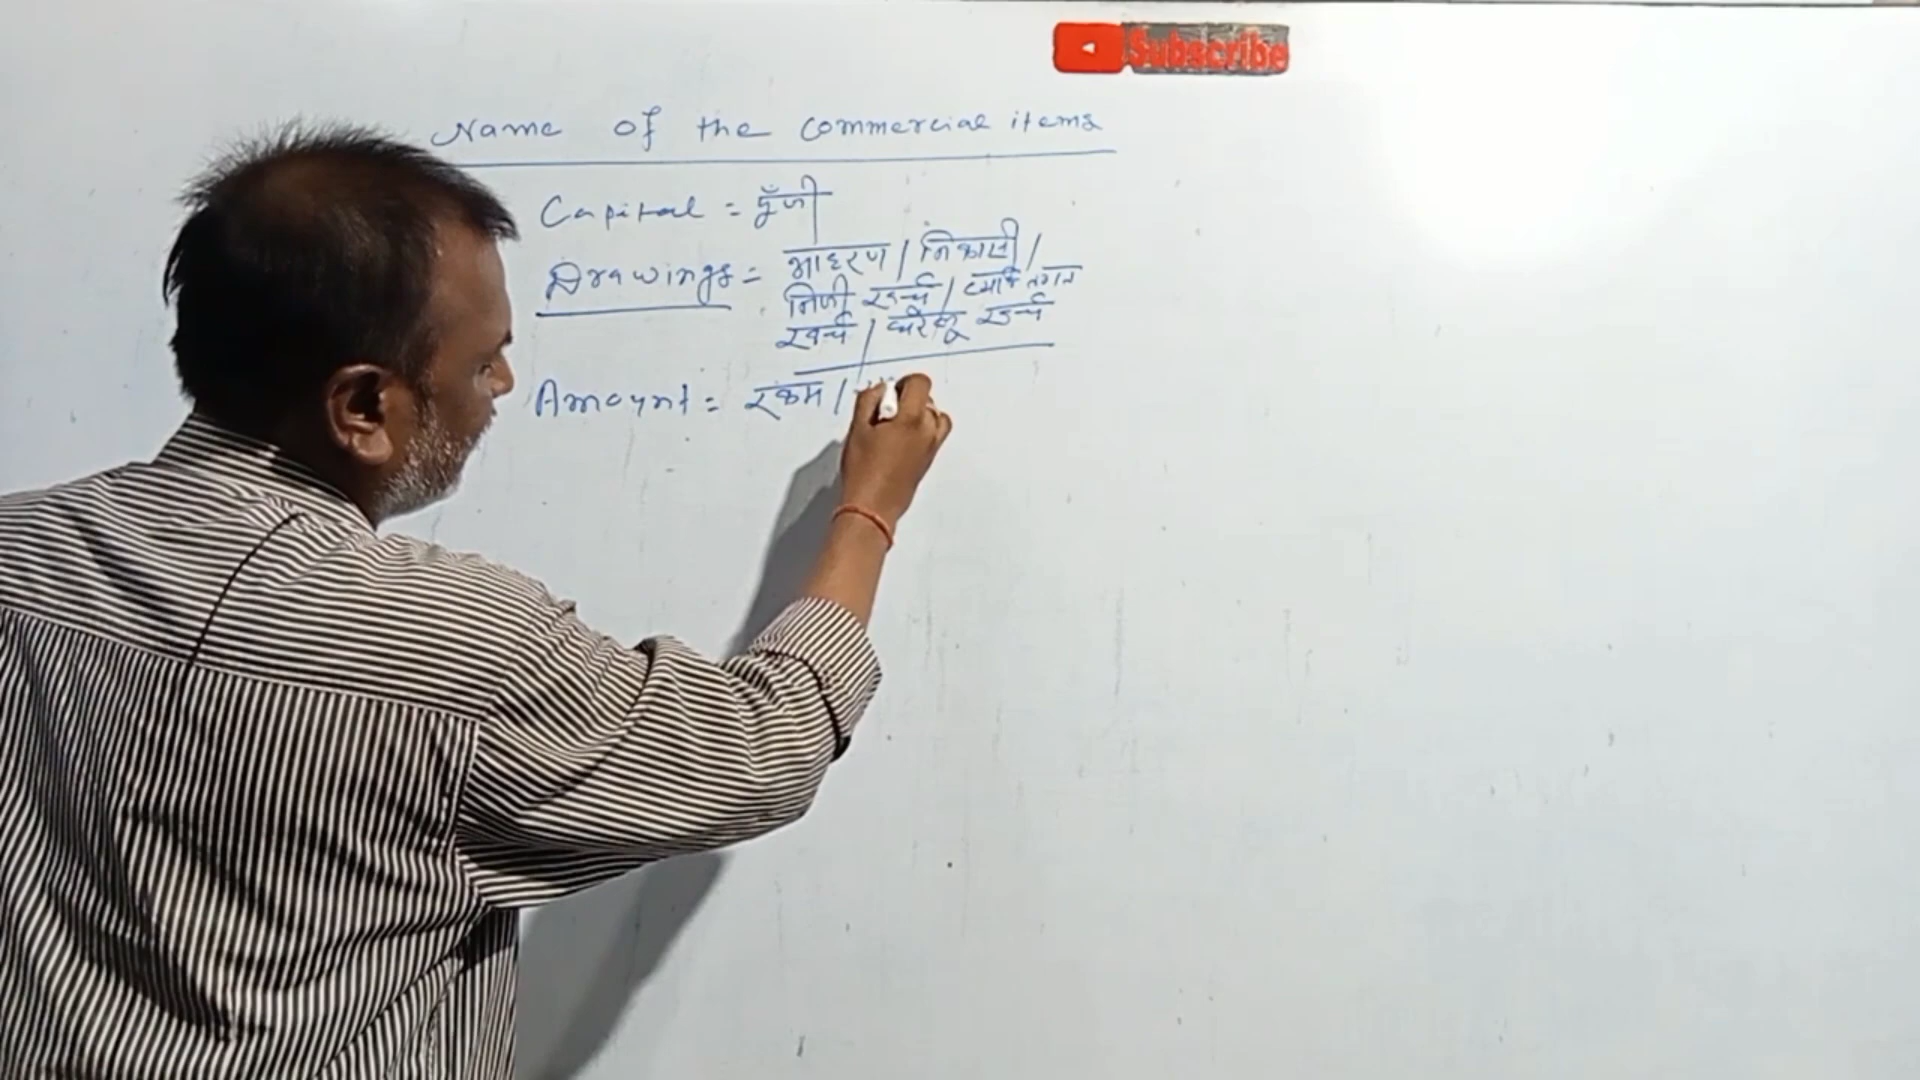 Subscribe
Name of the commercial items
Capital = पूँजी
Drawings = आहरण / निकासी /
निजी खर्च / व्यक्तिगत
खर्च / घरेलू खर्च
Amount = रकम /